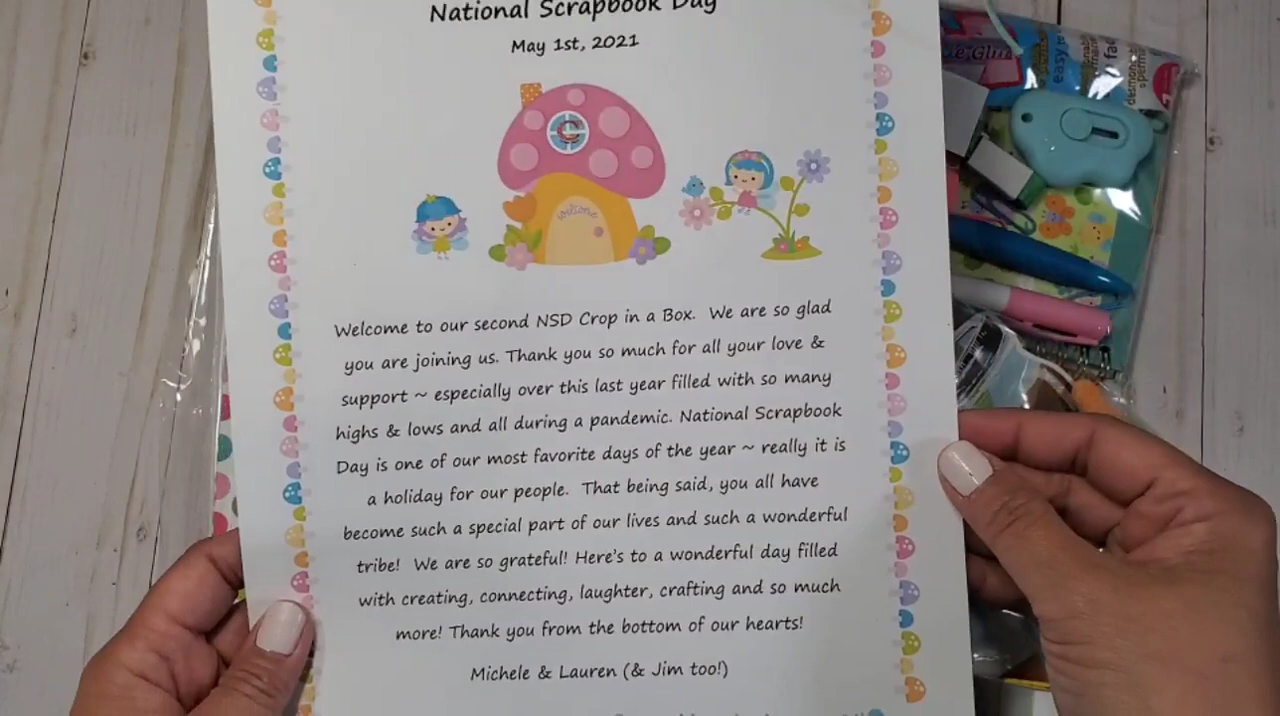 National Scrapbook Day
May 1st, 2021
welcome
Welcome to our second NSD Crop in a Box. We are so glad
you are joining us. Thank you so much for all your love &
support ~ especially over this last year filled with so many
highs & lows and all during a pandemic. National Scrapbook
Day is one of our most favorite days of the year ~ really it is
a holiday for our people. That being said, you all have
become such a special part of our lives and such a wonderful
tribe! We are so grateful! Here's to a wonderful day filled
with creating, connecting, laughter, crafting and so much
more! Thank you from the bottom of our hearts!
Michele & Lauren (& Jim too!)
Glue
easy to